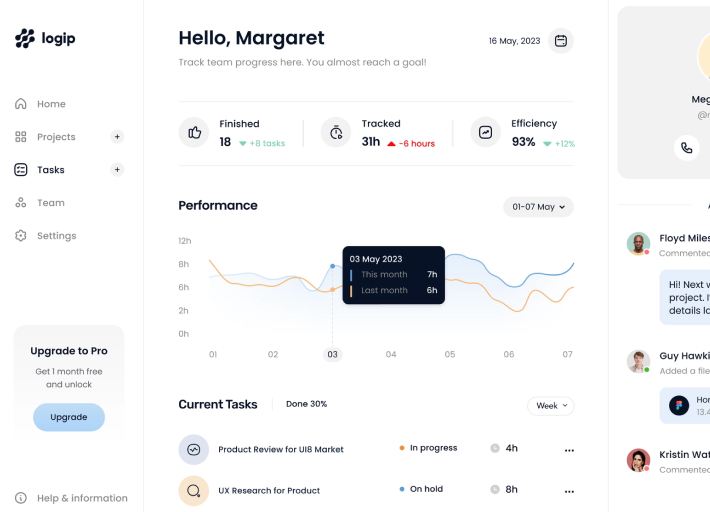 logip
Home
Projects
Tasks
Team
Settings
Upgrade to Pro
Get 1 month free
and unlock
Upgrade
Help & information
Hello, Margaret
Track team progress here. You almost reach a goal!
16 May, 2023
Finished
18 +8 tasks
Tracked
31h -6 hours
Efficiency
93% +12%
Performance
01-07 May
12h
8h
6h
2h
0h
03 May 2023
This month 7h
Last month 6h
01 02 03 04 05 06 07
Current Tasks
Done 30%
Week
Product Review for UI8 Market
In progress
4h
UX Research for Product
On hold
8h
Meg
@
Floyd Miles
Commented
Hi! Next
project. I'
details
Guy Hawki
Added a file
13.4
Kristin Wat
Commented